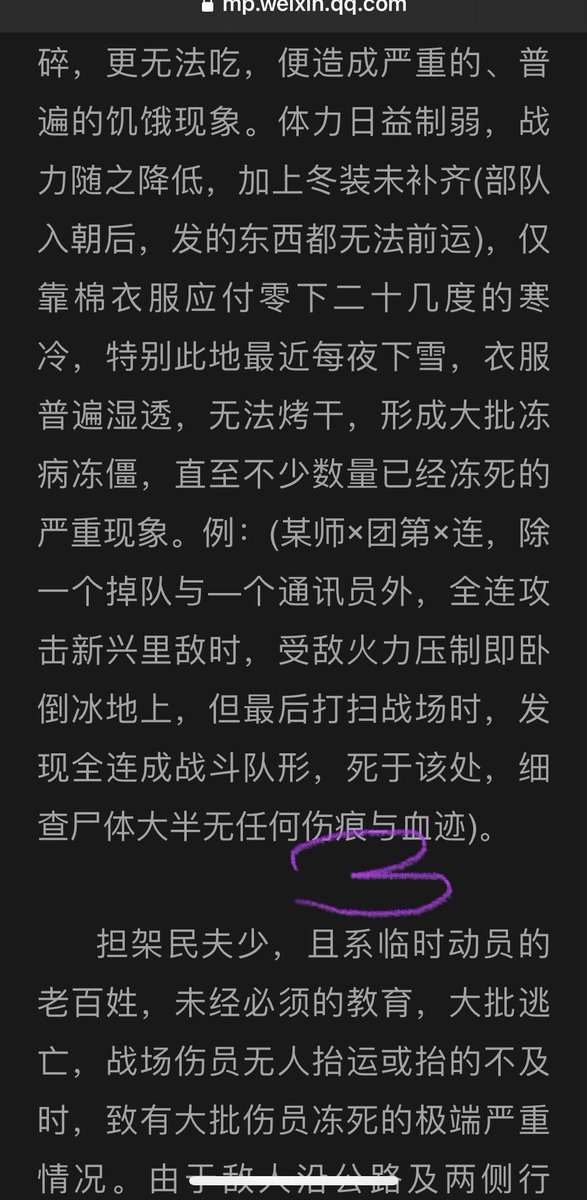 mp.weixin.qq.com
碎，更无法吃，便造成严重的、普
遍的饥饿现象。体力日益制弱，战
力随之降低，加上冬装未补齐(部队
入朝后，发的东西都无法前运)，仅
靠棉衣服应付零下二十几度的寒
冷，特别此地最近每夜下雪，衣服
普遍湿透，无法烤干，形成大批冻
病冻僵，直至不少数量已经冻死的
严重现象。例：(某师×团第×连，除
一个掉队与—个通讯员外，全连攻
击新兴里敌时，受敌火力压制即卧
倒冰地上，但最后打扫战场时，发
现全连成战斗队形，死于该处，细
查尸体大半无任何伤痕与血迹)。
担架民夫少，且系临时动员的
老百姓，未经必须的教育，大批逃
亡，战场伤员无人抬运或抬的不及
时，致有大批伤员冻死的极端严重
情况。由于敌人沿公路及两侧行